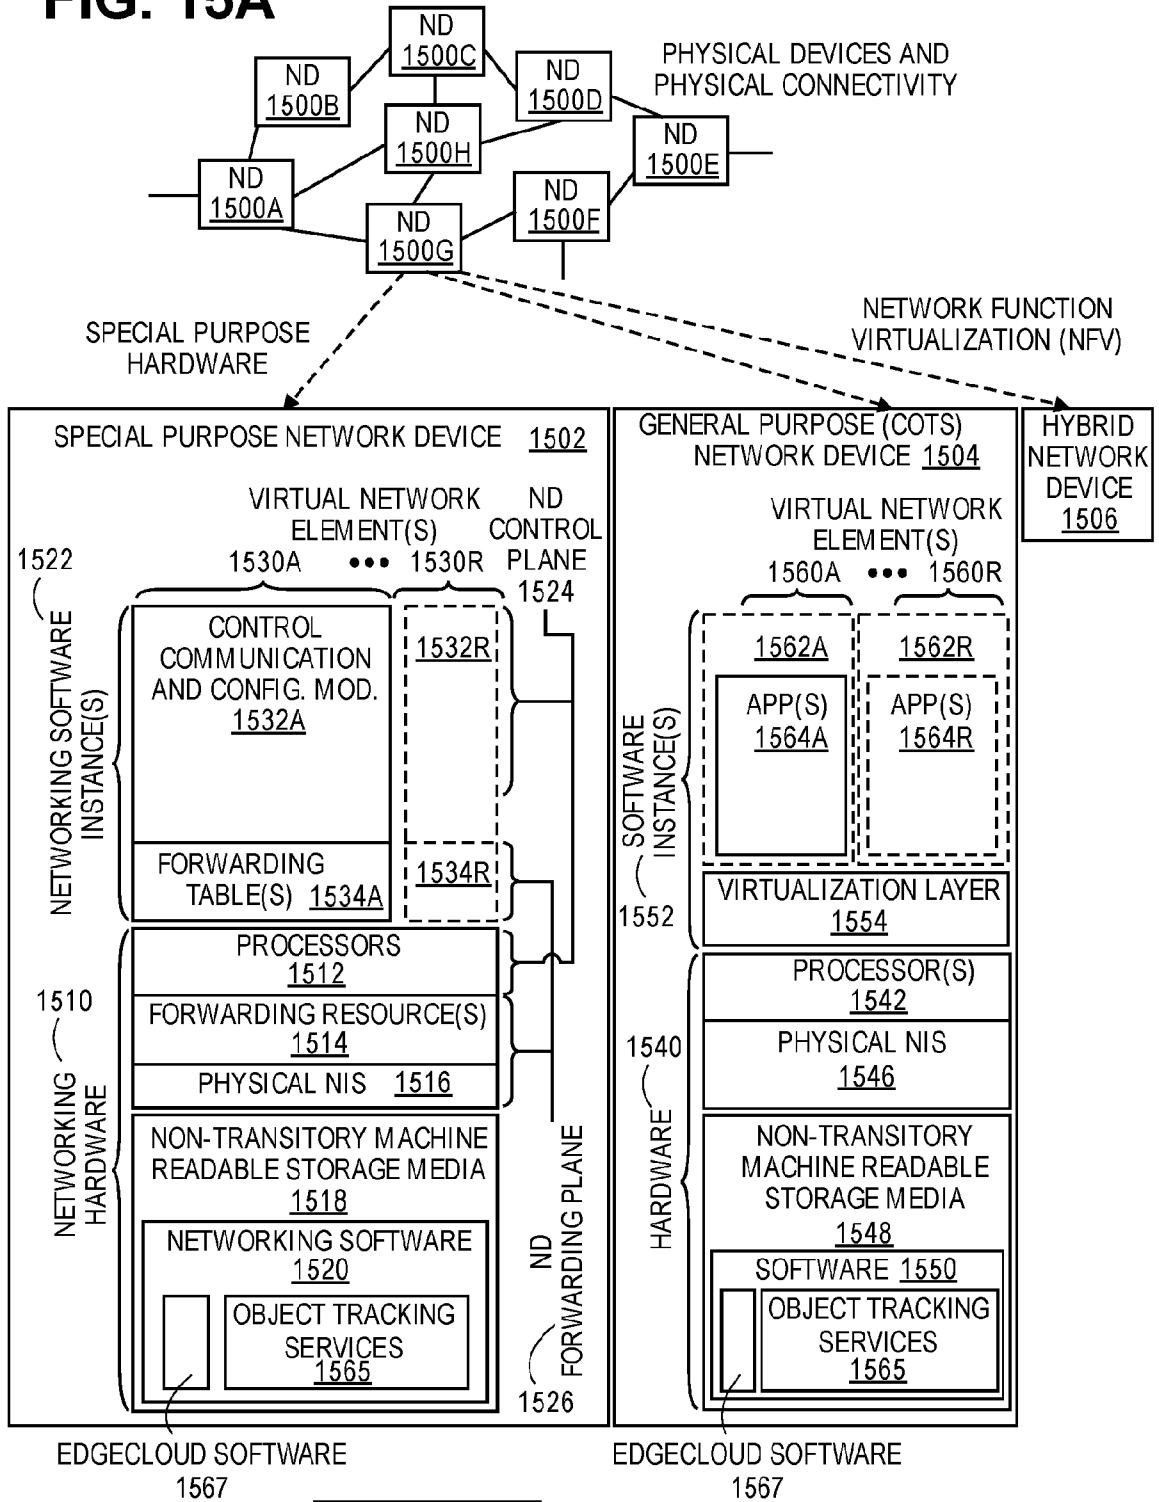 FIG. 15A
ND
1500C
PHYSICAL DEVICES AND
PHYSICAL CONNECTIVITY
ND
1500B
ND
1500D
ND
1500H
ND
1500E
ND
1500A
ND
1500F
ND
1500G
SPECIAL PURPOSE
HARDWARE
NETWORK FUNCTION
VIRTUALIZATION (NFV)
SPECIAL PURPOSE NETWORK DEVICE 1502
VIRTUAL NETWORK
ELEMENT(S)
1530A ••• 1530R
ND
CONTROL
PLANE
1524
1522
NETWORKING SOFTWARE
INSTANCE(S)
CONTROL
COMMUNICATION
AND CONFIG. MOD.
1532A
1532R
FORWARDING
TABLE(S) 1534A
1534R
1510
NETWORKING
HARDWARE
PROCESSORS
1512
FORWARDING RESOURCE(S)
1514
PHYSICAL NIS 1516
NON-TRANSITORY MACHINE
READABLE STORAGE MEDIA
1518
NETWORKING SOFTWARE
1520
OBJECT TRACKING
SERVICES
1565
ND
FORWARDING PLANE
1526
EDGECLOUD SOFTWARE
1567
GENERAL PURPOSE (COTS)
NETWORK DEVICE 1504
VIRTUAL NETWORK
ELEMENT(S)
1560A ••• 1560R
1562A
1562R
APP(S)
1564A
APP(S)
1564R
SOFTWARE
INSTANCE(S)
1552
VIRTUALIZATION LAYER
1554
PROCESSOR(S)
1542
1540
HARDWARE
PHYSICAL NIS
1546
NON-TRANSITORY
MACHINE READABLE
STORAGE MEDIA
1548
SOFTWARE 1550
OBJECT TRACKING
SERVICES
1565
EDGECLOUD SOFTWARE
1567
HYBRID
NETWORK
DEVICE
1506